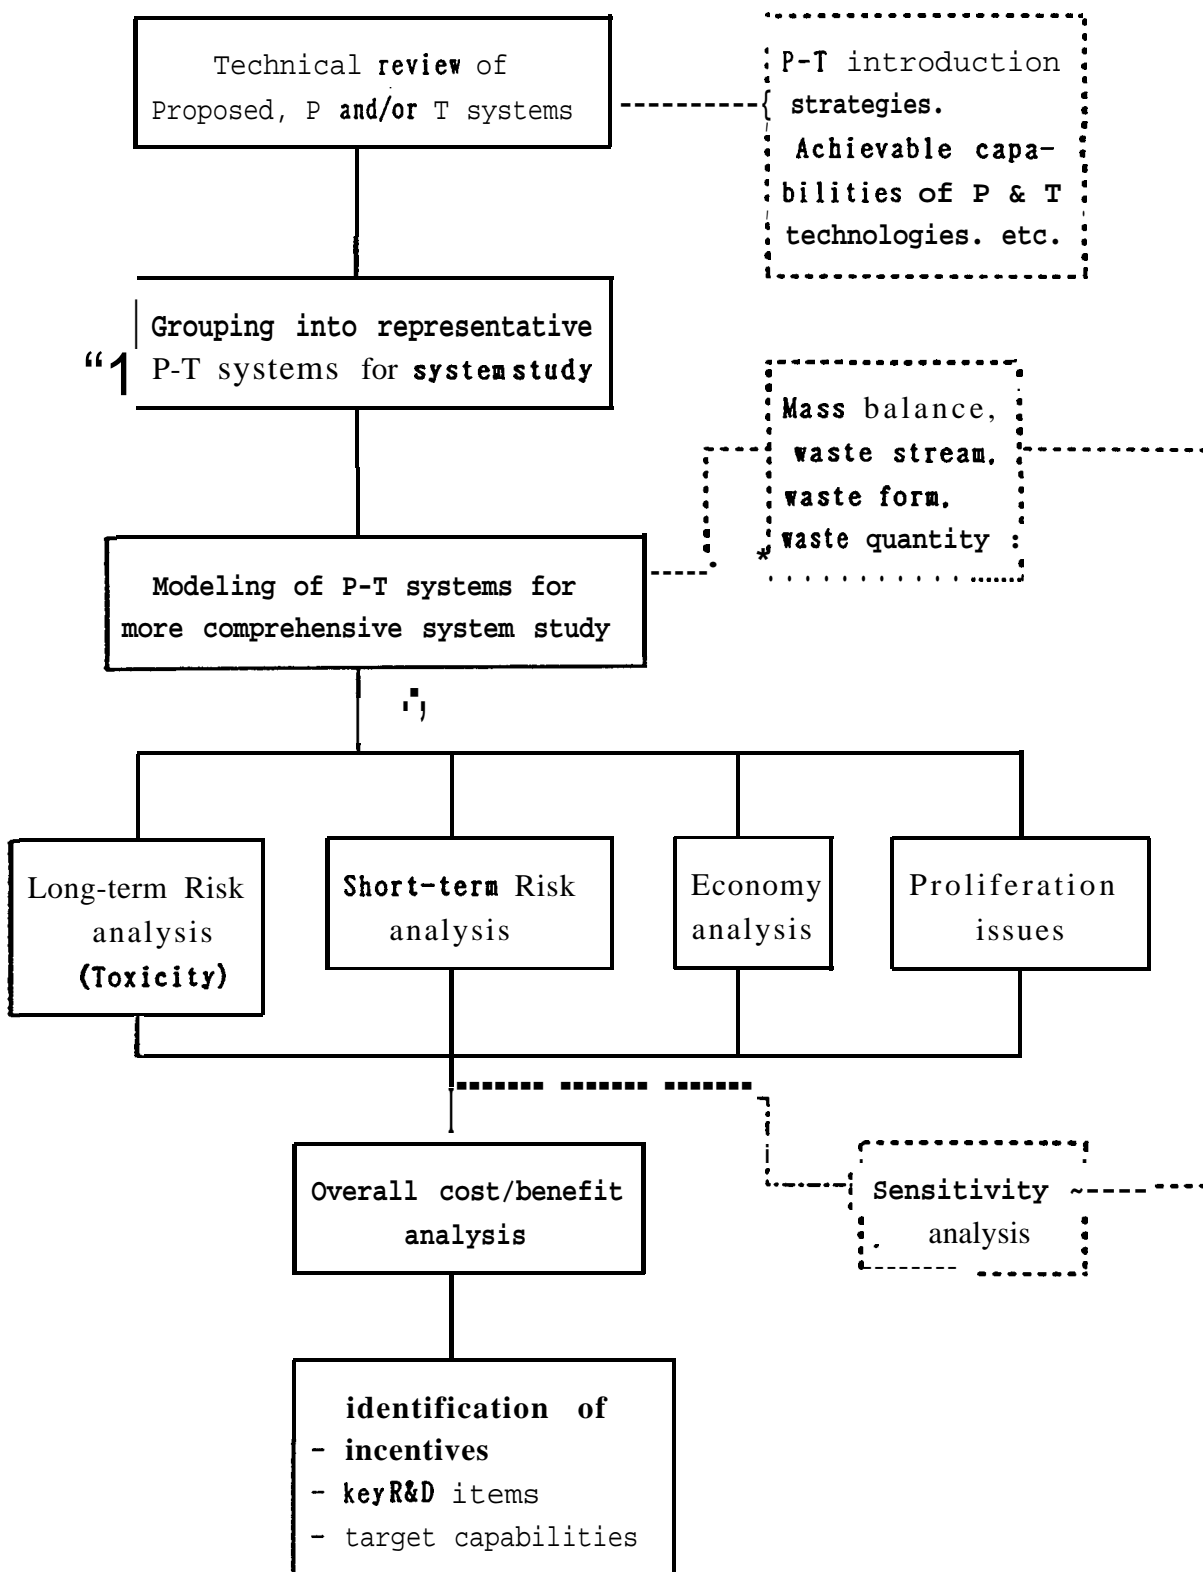 Technical review of
Proposed, P and/or T systems
P-T introduction
strategies.
Achievable capa-
bilities of P & T
technologies. etc.
Grouping into representative
P-T systems for system study
“1
Mass balance,
waste stream,
waste form,
waste quantity :
*
Modeling of P-T systems for
more comprehensive system study
Long-term Risk
analysis
(Toxicity)
Short-term Risk
analysis
Economy
analysis
Proliferation
issues
Overall cost/benefit
analysis
Sensitivity
analysis
identification of
- incentives
- key R&D items
- target capabilities